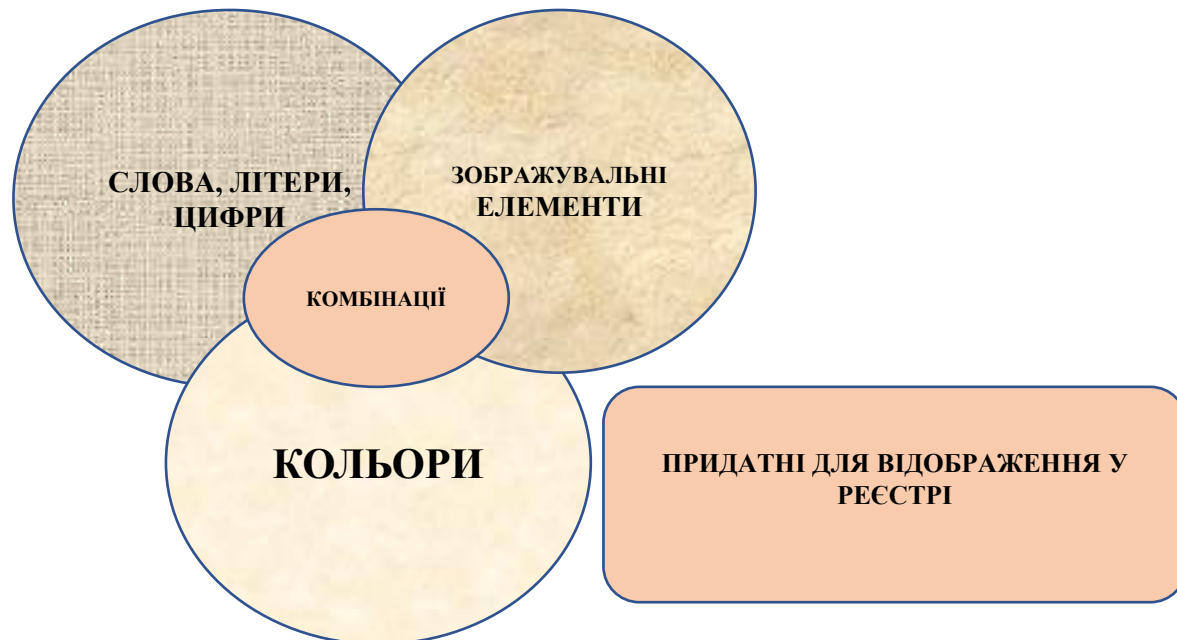 СЛОВА, ЛІТЕРИ,
ЦИФРИ
ЗОБРАЖУВАЛЬНІ
ЕЛЕМЕНТИ
КОМБІНАЦІЇ
КОЛЬОРИ
ПРИДАТНІ ДЛЯ ВІДОБРАЖЕННЯ У
РЕЄСТРІ